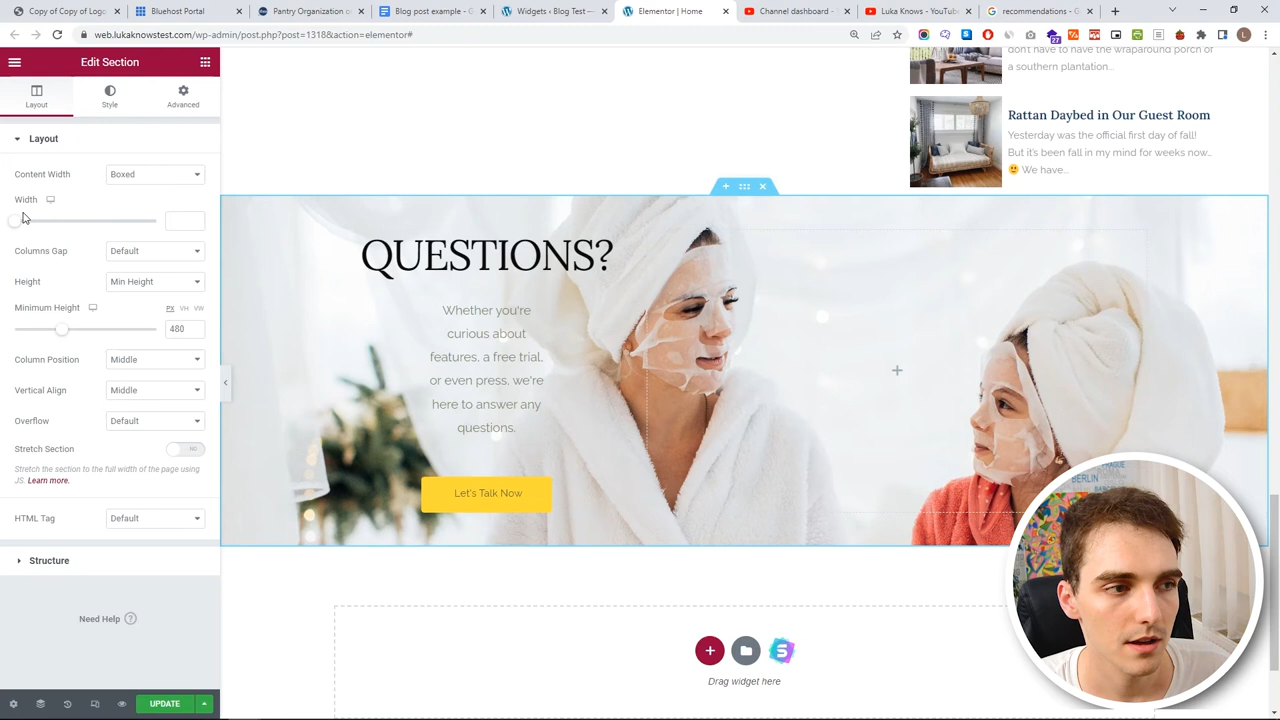 Copy of Copy of Logo
Bluehost Portal
Pantry Organization o
Blog post example - G
Widgets ‹ Blog Test —
Elementor | Home
Channel dashboard -
Luka Knows - YouTube
recommendations - G
web.lukaknowstest.com/wp-admin/post.php?post=1318&action=elementor#
27
L
Edit Section
Layout
Style
Advanced
Layout
Content Width
Boxed
Width
Columns Gap
Default
Height
Min Height
Minimum Height
PX VH VW
480
Column Position
Middle
Vertical Align
Middle
Overflow
Default
Stretch Section
NO
Stretch the section to the full width of the page using
JS. Learn more.
HTML Tag
Default
Structure
Need Help
UPDATE
don't have to have the wraparound porch of
a southern plantation...
Rattan Daybed in Our Guest Room
Yesterday was the official first day of fall!
But it's been fall in my mind for weeks now...
🙂 We have...
QUESTIONS?
Whether you're
curious about
features, a free trial,
or even press, we're
here to answer any
questions.
Let's Talk Now
Drag widget here
PRAGUE
BERLIN